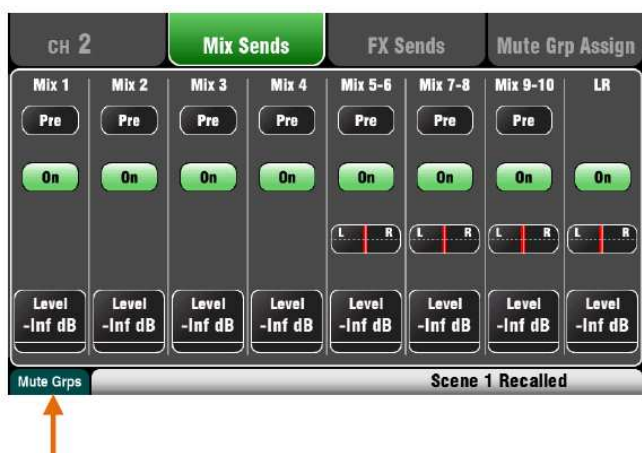 CH 2 Mix Sends FX Sends Mute Grp Assign
Mix 1 Mix 2 Mix 3 Mix 4 Mix 5-6 Mix 7-8 Mix 9-10 LR
Pre Pre Pre Pre Pre Pre Pre
On On On On On On On On
L R L R L R L R
Level Level Level Level Level Level Level Level
-Inf dB -Inf dB -Inf dB -Inf dB -Inf dB -Inf dB -Inf dB -Inf dB
Mute Grps Scene 1 Recalled